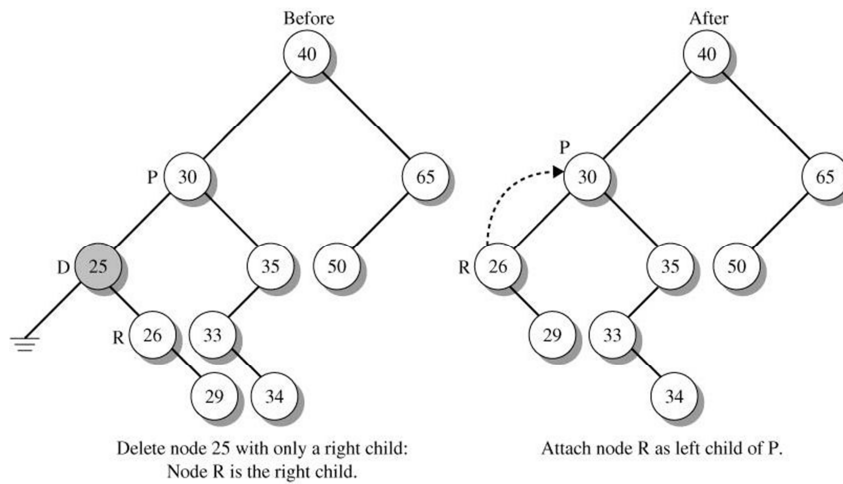 Before
40
P 30
65
D 25
35
50
R 26
33
29
34
Delete node 25 with only a right child:
Node R is the right child.
After
40
P
30
65
R 26
35
50
29
33
34
Attach node R as left child of P.